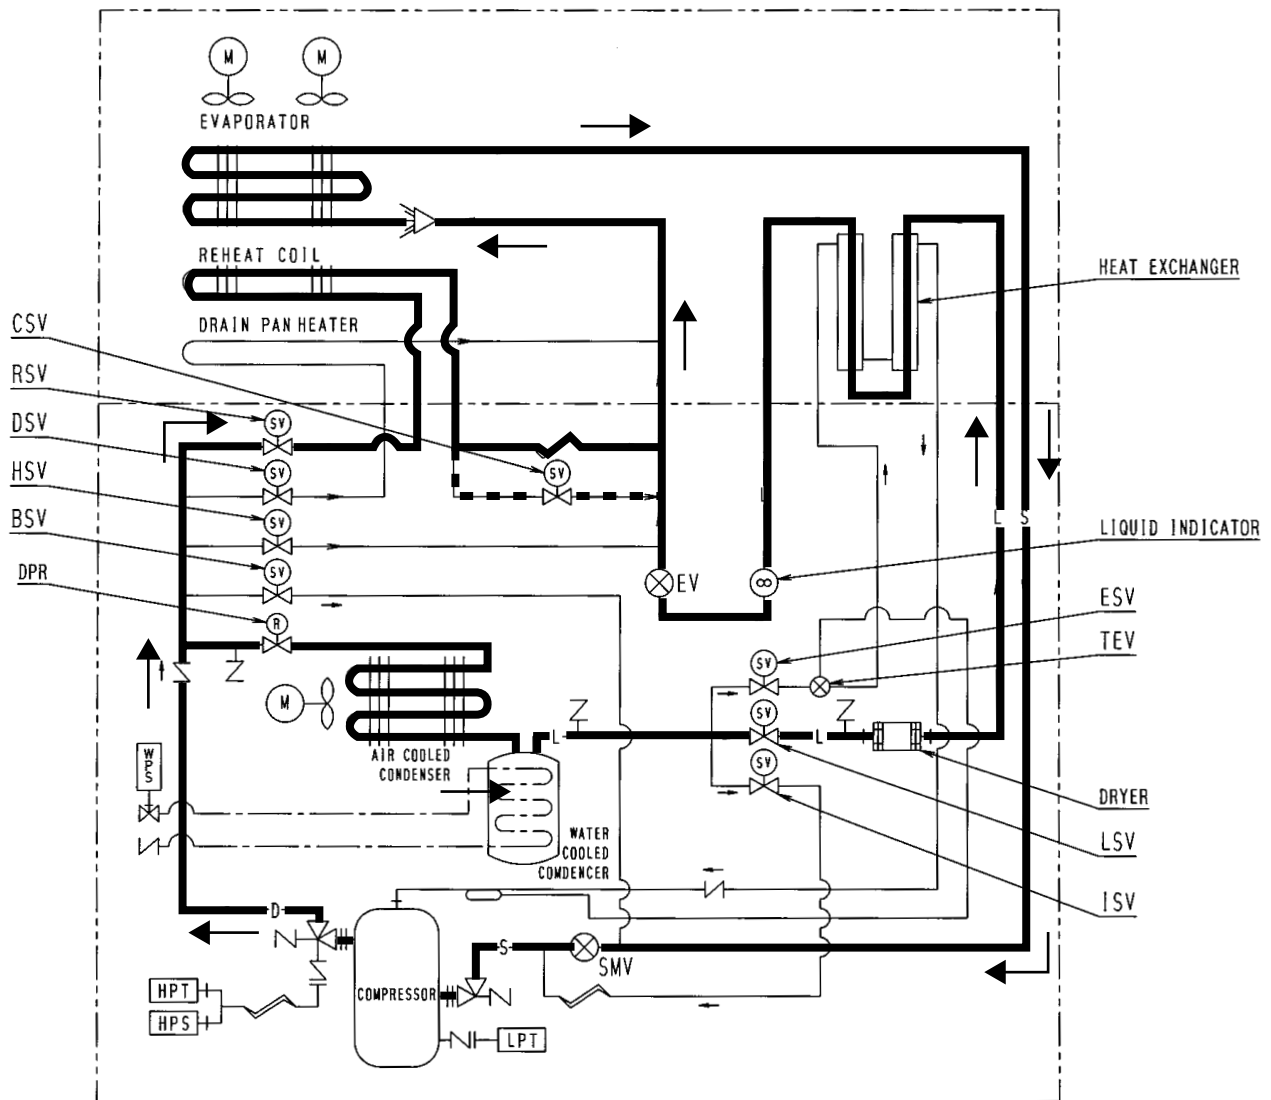 M
M
EVAPORATOR
REHEAT COIL
HEAT EXCHANGER
CSV
DRAIN PAN HEATER
RSV
SV
DSV
SV
SV
HSV
SV
L
L
S
BSV
LIQUID INDICATOR
SV
DPR
EV
∞
ESV
R
TEV
SV
M
SV
L
L
AIR COOLED
CONDENSER
WPS
SV
DRYER
WATER
COOLED
COMDENCER
LSV
ISV
D
S
SMV
HPT
COMPRESSOR
HPS
LPT